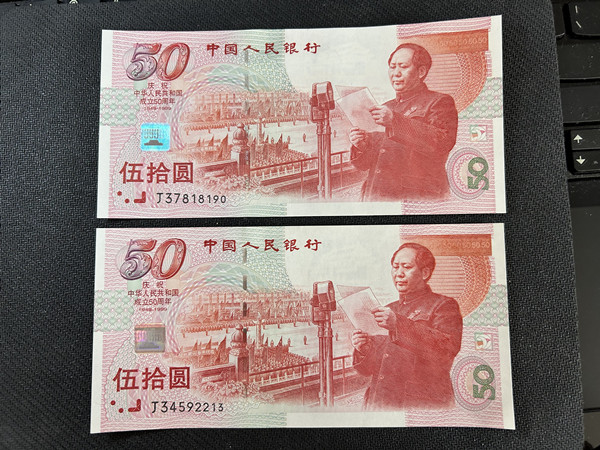 50
中国人民银行
庆祝
中华人民共和国
成立50周年
1949-1999
伍拾圆
J37818190
50
50
中国人民银行
庆祝
中华人民共和国
成立50周年
1949-1999
伍拾圆
J34592213
50